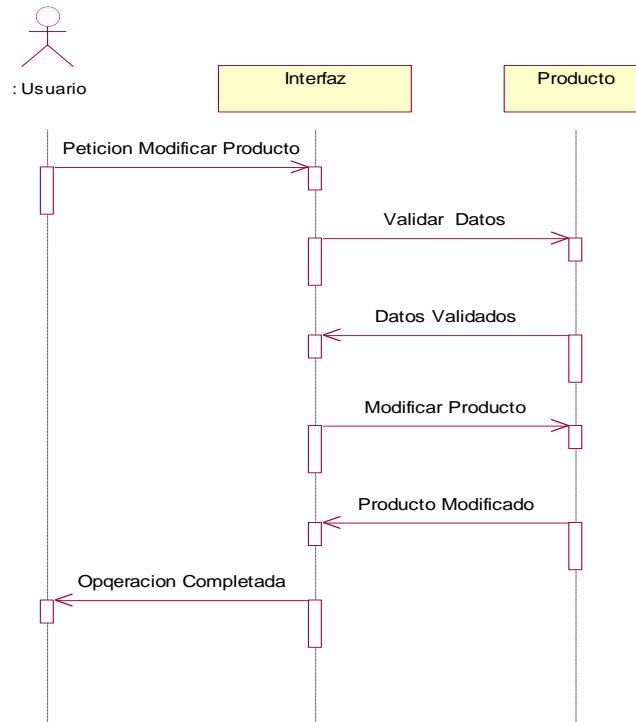 : Usuario
Interfaz
Producto
Peticion Modificar Producto
Validar Datos
Datos Validados
Modificar Producto
Producto Modificado
Opqeracion Completada